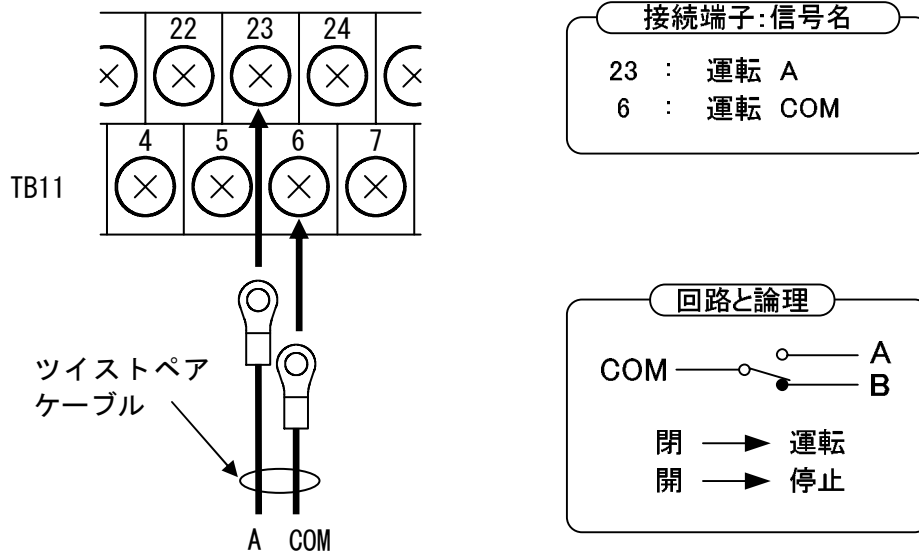 22 23 24
4 5 6 7
TB11
ツイストペア
ケーブル
A COM
接続端子:信号名
23 : 運転 A
6 : 運転 COM
回路と論理
COM
A
B
閉 → 運転
開 → 停止